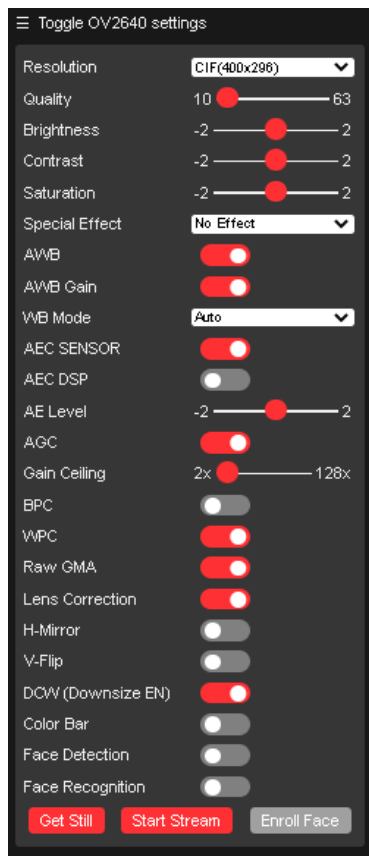 ☰ Toggle OV2640 settings
Resolution CIF(400x296)
Quality 10 63
Brightness -2 2
Contrast -2 2
Saturation -2 2
Special Effect No Effect
AWB
AWB Gain
WB Mode Auto
AEC SENSOR
AEC DSP
AE Level -2 2
AGC
Gain Ceiling 2x 128x
BPC
WPC
Raw GMA
Lens Correction
H-Mirror
V-Flip
DCW (Downsize EN)
Color Bar
Face Detection
Face Recognition
Get Still Start Stream Enroll Face